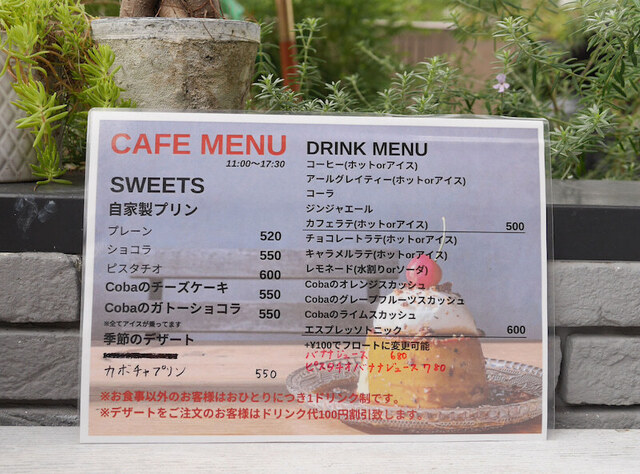 CAFE MENU
11:00〜17:30
SWEETS
自家製プリン
プレーン 520
ショコラ 550
ピスタチオ 600
Cobaのチーズケーキ 550
Cobaのガトーショコラ 550
※全てアイスが乗ってます
季節のデザート
カボチャプリン 550
DRINK MENU
コーヒー(ホットorアイス)
アールグレイティー(ホットorアイス)
コーラ
ジンジャエール
カフェラテ(ホットorアイス) 500
チョコレートラテ(ホットorアイス)
キャラメルラテ(ホットorアイス)
レモネード(水割りorソーダ)
Cobaのオレンジスカッシュ
Cobaのグレープフルーツスカッシュ
Cobaのライムスカッシュ
エスプレッソトニック 600
+¥100でフロートに変更可能
バナナジュース 680
ピスタチオバナナジュース 780
※お食事以外のお客様はおひとりにつき1ドリンク制です。
※デザートをご注文のお客様はドリンク代100円割引致します。